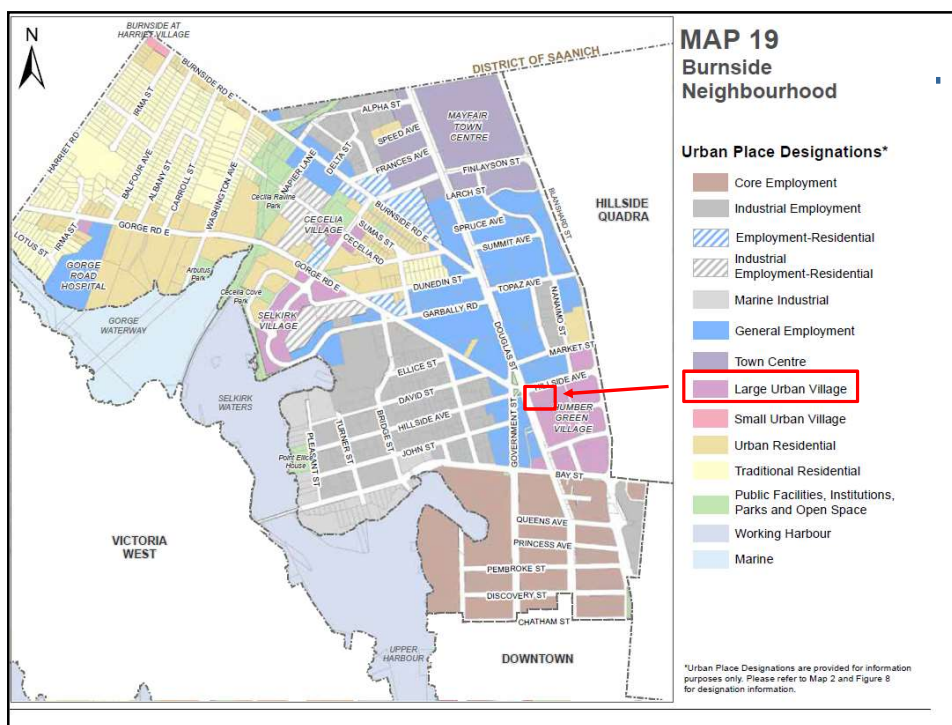 BURNSIDE AT
HARRIET VILLAGE
N
DISTRICT OF SAANICH
BURNSIDE RD E
IRMA ST
HARRIET RD
BALFOUR AVE
ALBANY ST
CARROLL ST
WASHINGTON AVE
ALPHA ST
MAYFAIR
TOWN
CENTRE
SPEED AVE
DELTA ST
NAPIER LANE
FRANCES AVE
FINLAYSON ST
LARCH ST
BLANSHARD ST
HILLSIDE
QUADRA
Cecelia Ravine
Park
CECELIA
VILLAGE
BURNSIDE RD E
SUMAS ST
CECELIA RD
SPRUCE AVE
SUMMIT AVE
LOTUS ST
IRMA ST
GORGE RD E
GORGE
ROAD
HOSPITAL
Arbutus
Park
Cecelia Cove
Park
GORGE RD E
DUNEDIN ST
TOPAZ AVE
NANAIMO ST
GORGE
WATERWAY
SELKIRK
VILLAGE
GARBALLY RD
DOUGLAS ST
MARKET ST
SELKIRK
WATERS
ELLICE ST
DAVID ST
HILLSIDE AVE
JOHN ST
HILLSIDE AVE
HUMBER
GREEN
VILLAGE
GOVERNMENT ST
BRIDGE ST
TURNER ST
PLEASANT ST
Point Ellice
House
BAY ST
VICTORIA
WEST
QUEENS AVE
PRINCESS AVE
PEMBROKE ST
DISCOVERY ST
CHATHAM ST
UPPER
HARBOUR
DOWNTOWN
MAP 19
Burnside
Neighbourhood
Urban Place Designations*
Core Employment
Industrial Employment
Employment-Residential
Industrial
Employment-Residential
Marine Industrial
General Employment
Town Centre
Large Urban Village
Small Urban Village
Urban Residential
Traditional Residential
Public Facilities, Institutions,
Parks and Open Space
Working Harbour
Marine
*Urban Place Designations are provided for information
purposes only. Please refer to Map 2 and Figure 8
for designation information.